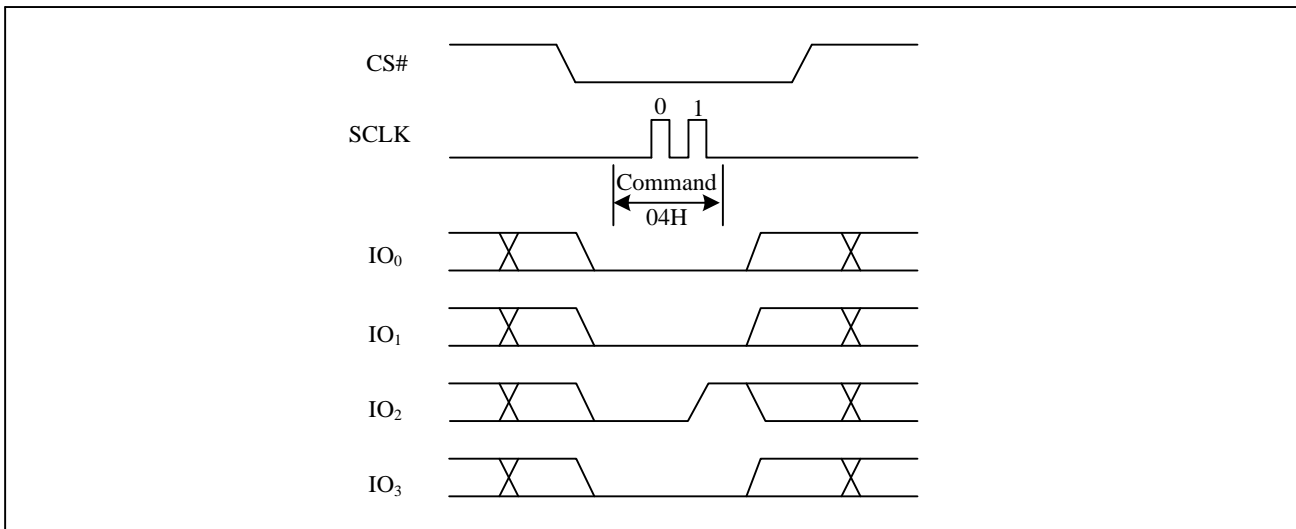 CS#
0 1
SCLK
Command
04H
IO₀
IO₁
IO₂
IO₃